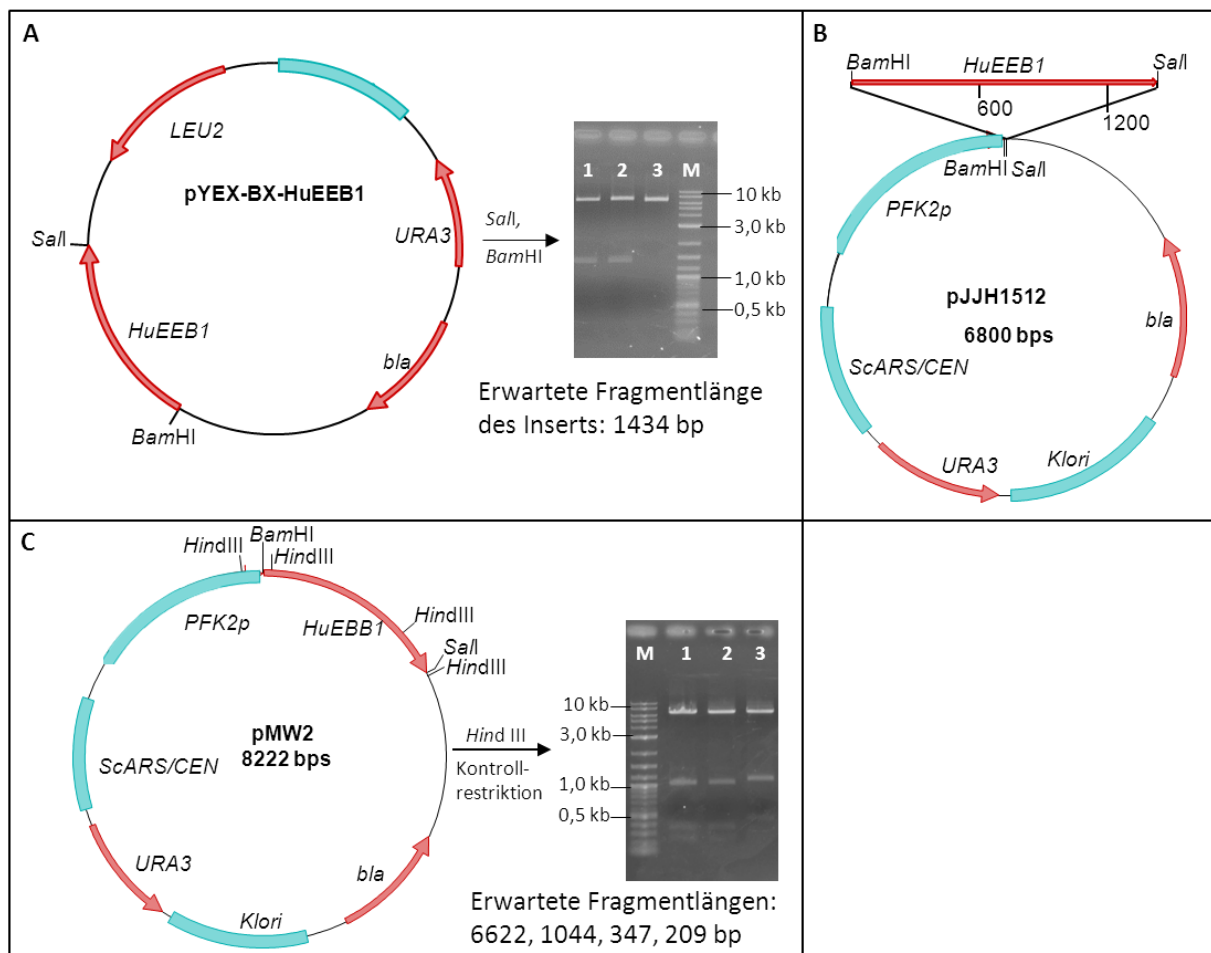 A
LEU2
pYEX-BX-HuEEB1
URA3
SalI
HuEEB1
bla
BamHI
SalI,
BamHI
1 2 3 M
10 kb
3,0 kb
1,0 kb
0,5 kb
Erwartete Fragmentlänge
des Inserts: 1434 bp
B
BamHI HuEEB1 SalI
600
1200
BamHI SalI
PFK2p
pJJH1512
6800 bps
bla
ScARS/CEN
URA3
Klori
C
BamHI
HindIII HindIII
PFK2p
HuEBB1
HindIII
SalI
HindIII
pMW2
8222 bps
ScARS/CEN
URA3
bla
Klori
Hind III
Kontroll-
restriktion
M 1 2 3
10 kb
3,0 kb
1,0 kb
0,5 kb
Erwartete Fragmentlängen:
6622, 1044, 347, 209 bp